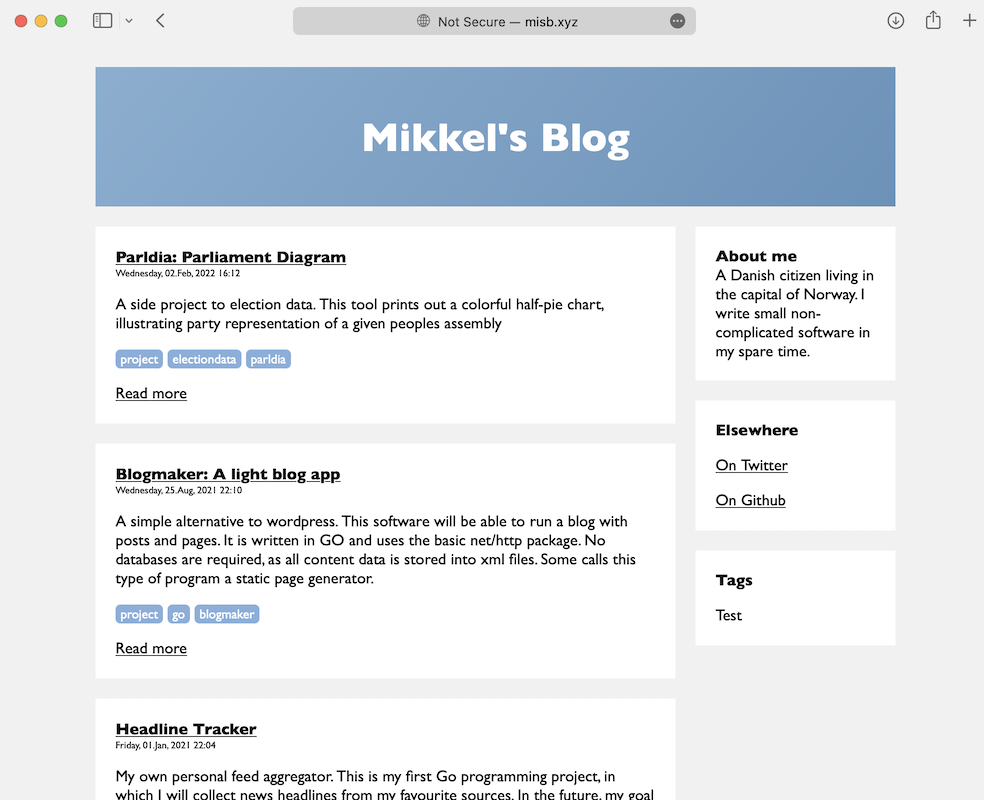 Not Secure — misb.xyz
Mikkel's Blog
Parldia: Parliament Diagram
Wednesday, 02.Feb, 2022 16:12
A side project to election data. This tool prints out a colorful half-pie chart,
illustrating party representation of a given peoples assembly
project electiondata parldia
Read more
Blogmaker: A light blog app
Wednesday, 25.Aug, 2021 22:10
A simple alternative to wordpress. This software will be able to run a blog with
posts and pages. It is written in GO and uses the basic net/http package. No
databases are required, as all content data is stored into xml files. Some calls this
type of program a static page generator.
project go blogmaker
Read more
Headline Tracker
Friday, 01.Jan, 2021 22:04
My own personal feed aggregator. This is my first Go programming project, in
which I will collect news headlines from my favourite sources. In the future, my goal
About me
A Danish citizen living in
the capital of Norway. I
write small non-
complicated software in
my spare time.
Elsewhere
On Twitter
On Github
Tags
Test